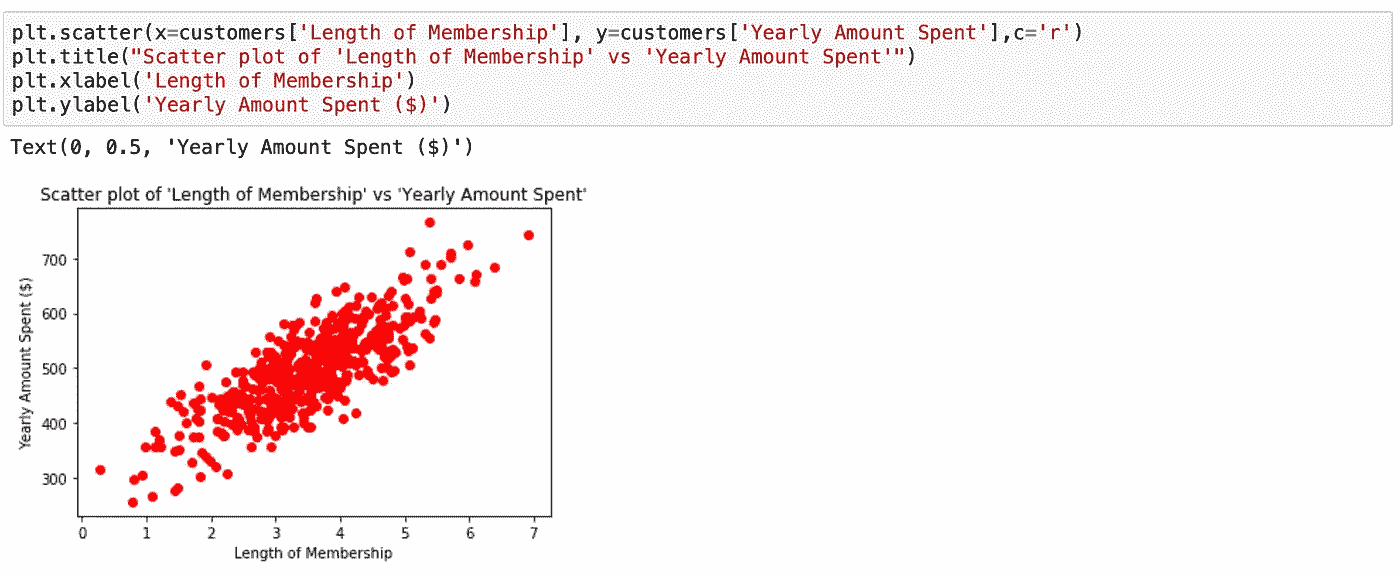 plt.scatter(x=customers['Length of Membership'], y=customers['Yearly Amount Spent'],c='r')
plt.title("Scatter plot of 'Length of Membership' vs 'Yearly Amount Spent'")
plt.xlabel('Length of Membership')
plt.ylabel('Yearly Amount Spent ($)')
Text(0, 0.5, 'Yearly Amount Spent ($)')
Scatter plot of 'Length of Membership' vs 'Yearly Amount Spent'
Yearly Amount Spent ($)
700
600
500
400
300
0 1 2 3 4 5 6 7
Length of Membership